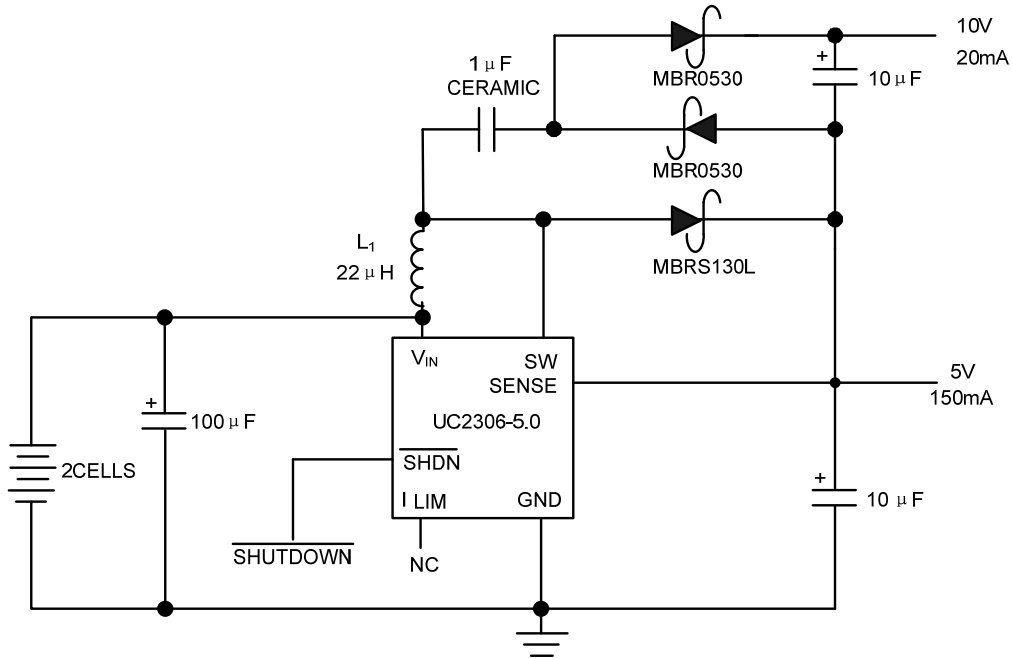 10V
20mA
1μF
CERAMIC
+
10μF
MBR0530
MBR0530
L1
22μH
MBRS130L
VIN
SW
SENSE
5V
150mA
+
100μF
UC2306-5.0
2CELLS
SHDN
+
10μF
I LIM
GND
SHUTDOWN
NC